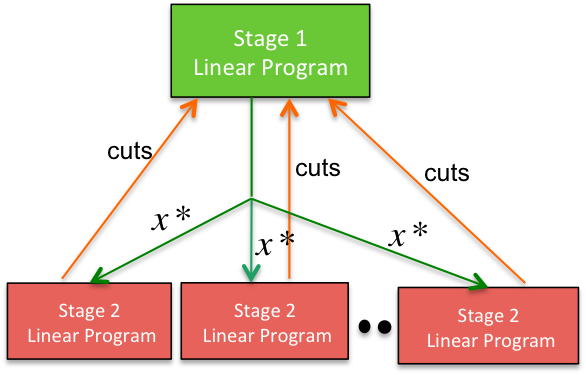 Stage 1
Linear Program
cuts
cuts
cuts
x*
x*
x*
Stage 2
Linear Program
Stage 2
Linear Program
Stage 2
Linear Program